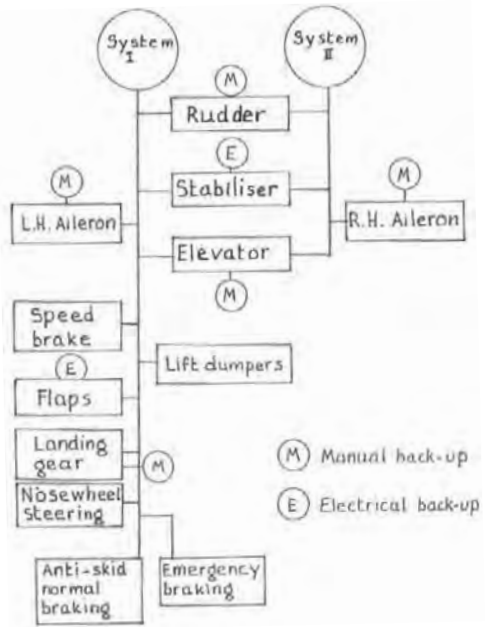 System
I
System
II
M
Rudder
E
Stabiliser
M
L.H. Aileron
M
R.H. Aileron
Elevator
M
Speed
brake
Lift dumpers
E
Flaps
Landing
gear
M
Nosewheel
steering
M Manual back-up
E Electrical back-up
Anti-skid
normal
braking
Emergency
braking